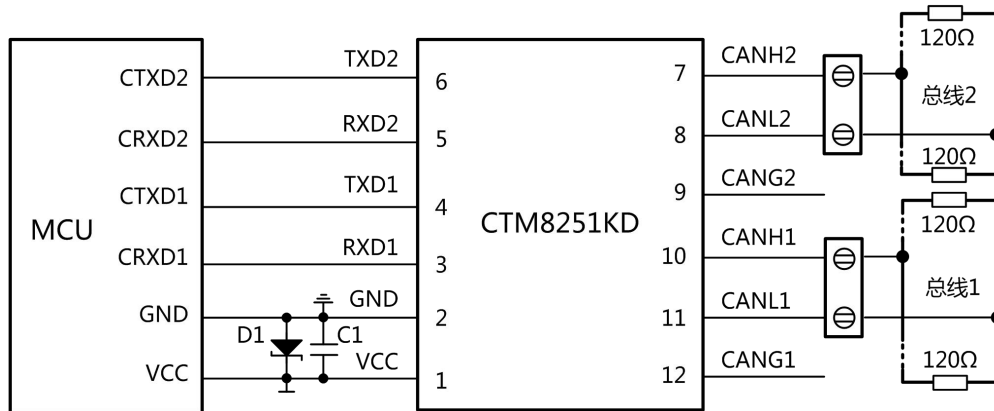 MCU
CTXD2
CRXD2
CTXD1
CRXD1
GND
VCC
TXD2
RXD2
TXD1
RXD1
GND
VCC
D1
C1
6
5
4
3
2
1
CTM8251KD
7
8
9
10
11
12
CANH2
CANL2
CANG2
CANH1
CANL1
CANG1
120Ω
总线2
120Ω
120Ω
总线1
120Ω